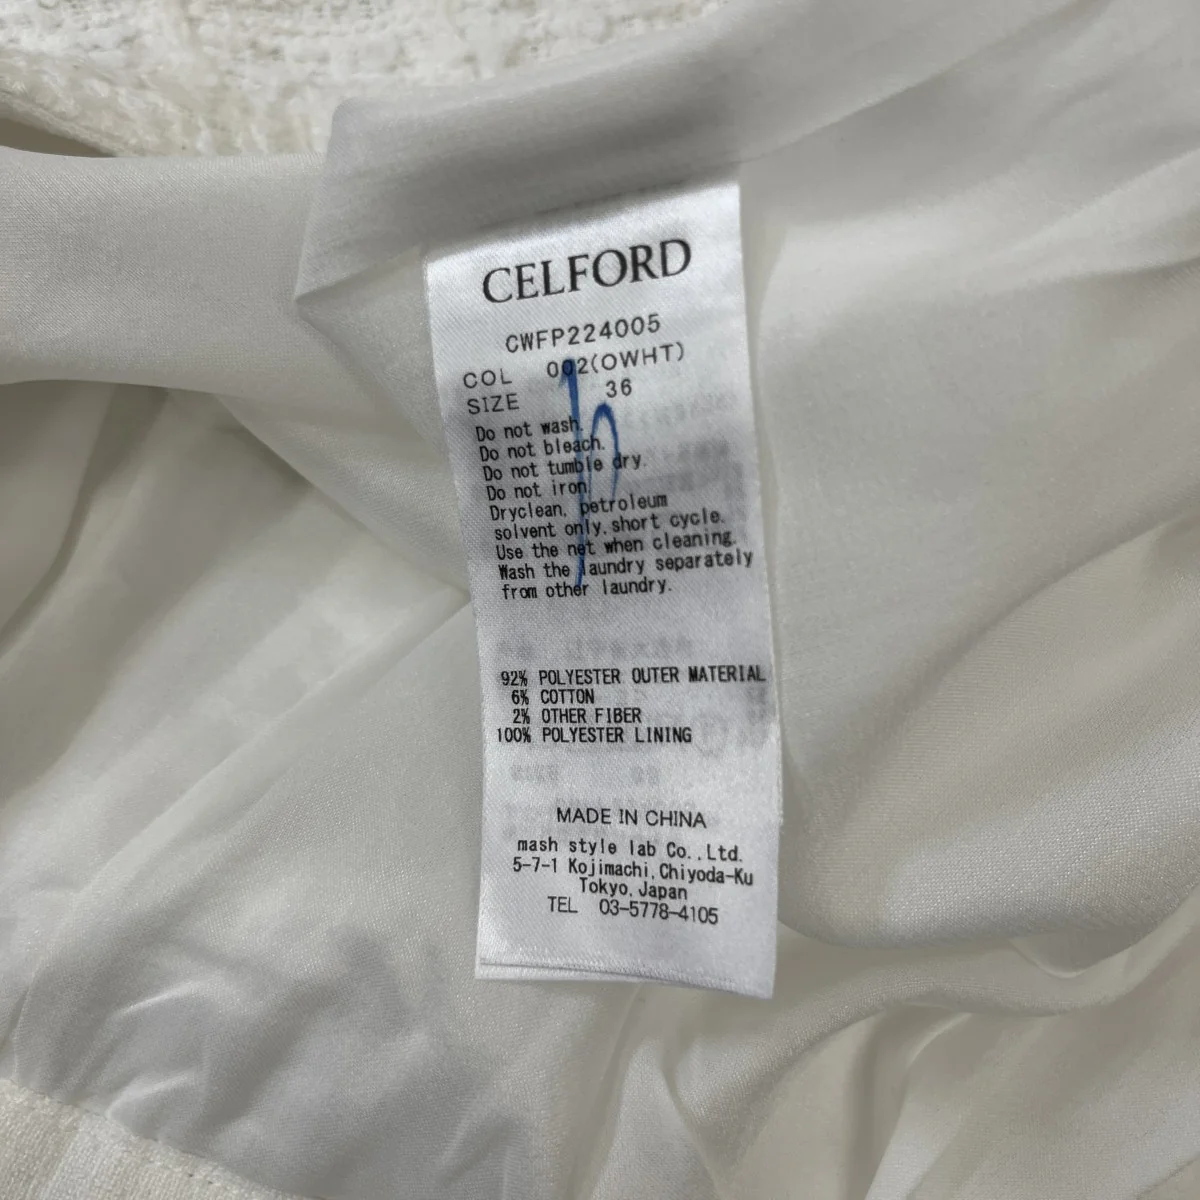 CELFORD
CWFP224005
COL 002(OWHT)
SIZE 36
Do not wash.
Do not bleach.
Do not tumble dry.
Do not iron.
Dryclean, petroleum
solvent only, short cycle.
Use the net when cleaning.
Wash the laundry separately
from other laundry.
92% POLYESTER OUTER MATERIAL
6% COTTON
2% OTHER FIBER
100% POLYESTER LINING
MADE IN CHINA
mash style lab Co.,Ltd.
5-7-1 Kojimachi, Chiyoda-Ku
Tokyo, Japan
TEL 03-5778-4105